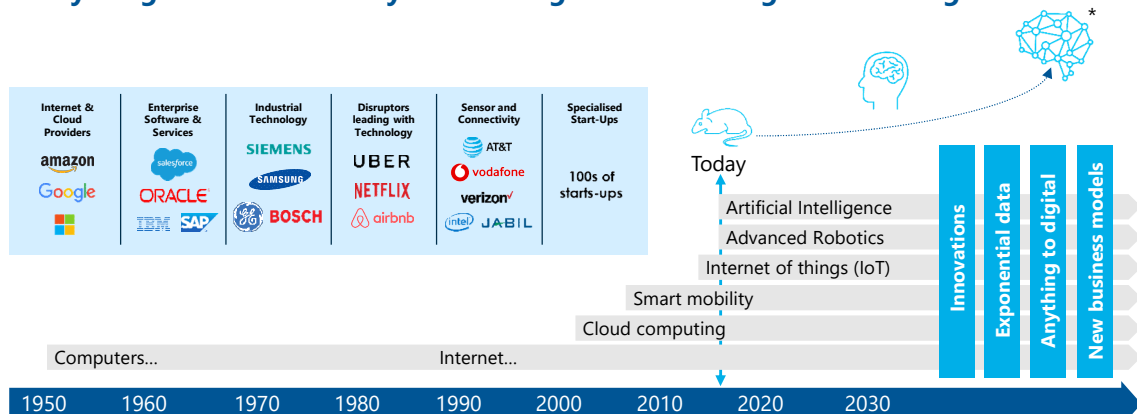 *
Internet &
Cloud
Providers
amazon
Google
Enterprise
Software &
Services
salesforce
ORACLE
IBM SAP
Industrial
Technology
SIEMENS
SAMSUNG
GE BOSCH
Disruptors
leading with
Technology
UBER
NETFLIX
airbnb
Sensor and
Connectivity
AT&T
vodafone
verizon✓
intel JABIL
Specialised
Start-Ups
100s of
starts-ups
Today
Artificial Intelligence
Advanced Robotics
Internet of things (IoT)
Smart mobility
Cloud computing
Computers... Internet...
Innovations
Exponential data
Anything to digital
New business models
1950 1960 1970 1980 1990 2000 2010 2020 2030